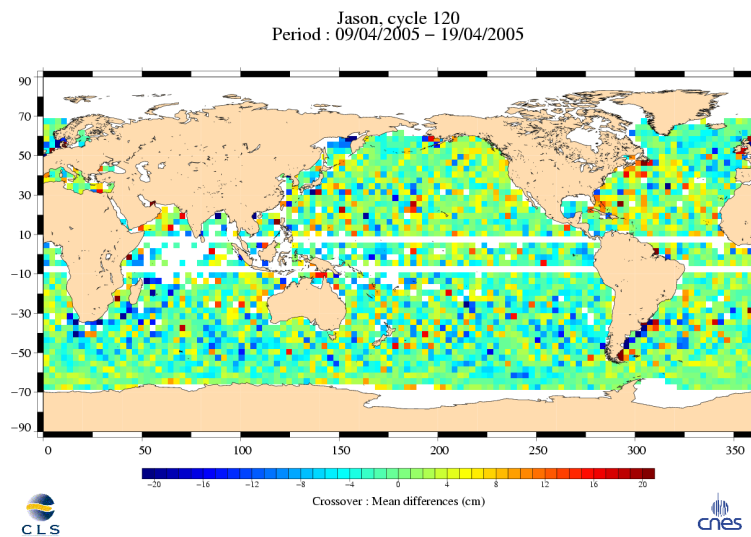 Jason, cycle 120
Period : 09/04/2005 − 19/04/2005
90
70
50
30
10
−10
−30
−50
−70
−90
0 50 100 150 200 250 300 350
−20 −16 −12 −8 −4 0 4 8 12 16 20
Crossover : Mean differences (cm)
CLS
cnes